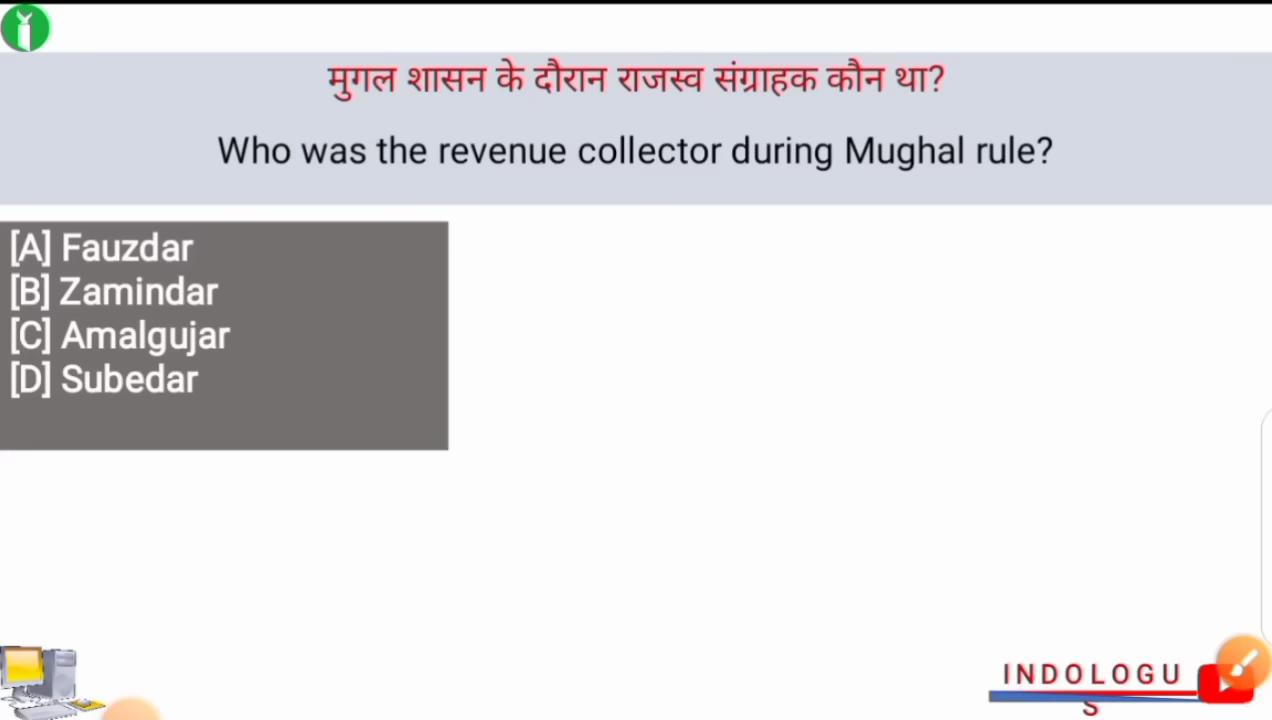 मुगल शासन के दौरान राजस्व संग्राहक कौन था?
Who was the revenue collector during Mughal rule?
[A] Fauzdar
[B] Zamindar
[C] Amalgujar
[D] Subedar
INDOLOGU
S